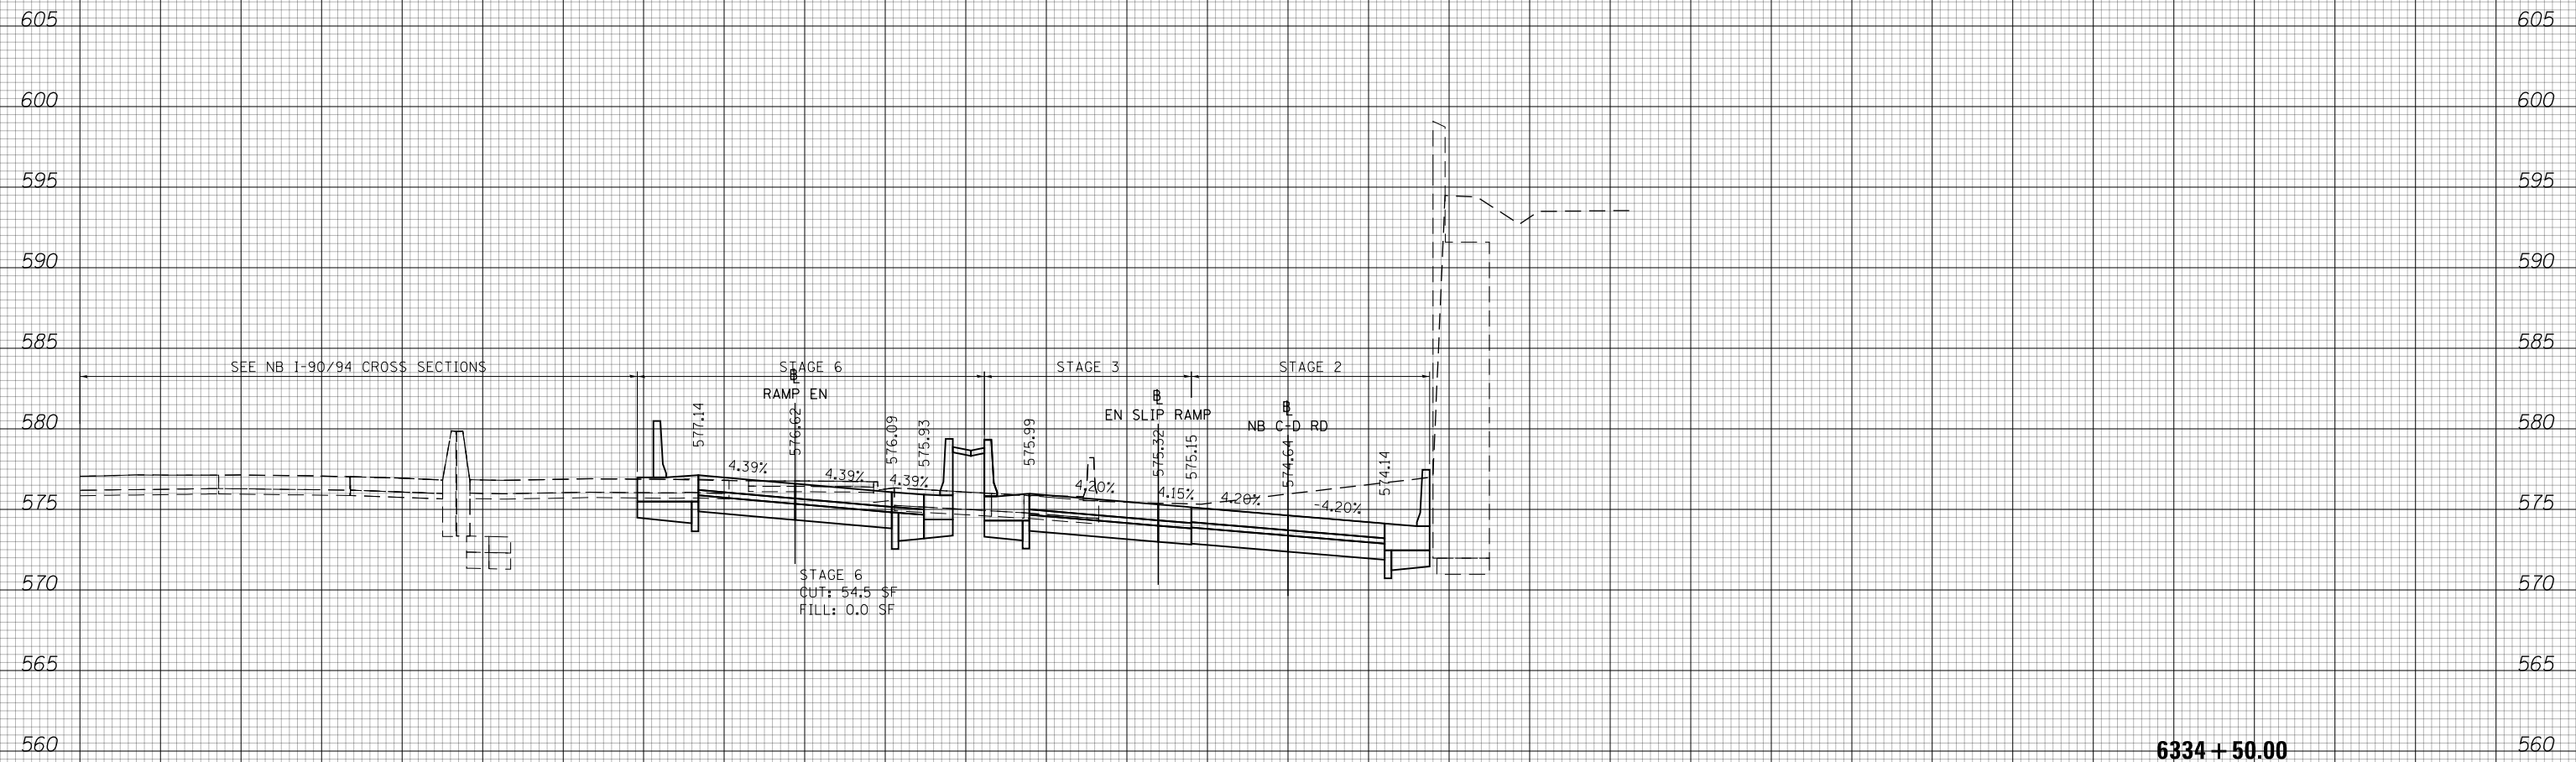 605 605
600 600
595 595
590 590
585 585
SEE NB I-90/94 CROSS SECTIONS STAGE 6 STAGE 3 STAGE 2
RAMP EN
EN SLIP RAMP
NB C-D RD
580 580
577.14 576.62 576.09 575.93 575.99 575.32 575.15 574.64 574.14
4.39% 4.39% 4.39% 4.20% 4.15% 4.20% -4.20%
575 575
STAGE 6
CUT: 54.5 SF
FILL: 0.0 SF
570 570
565 565
560 560
6334+50.00